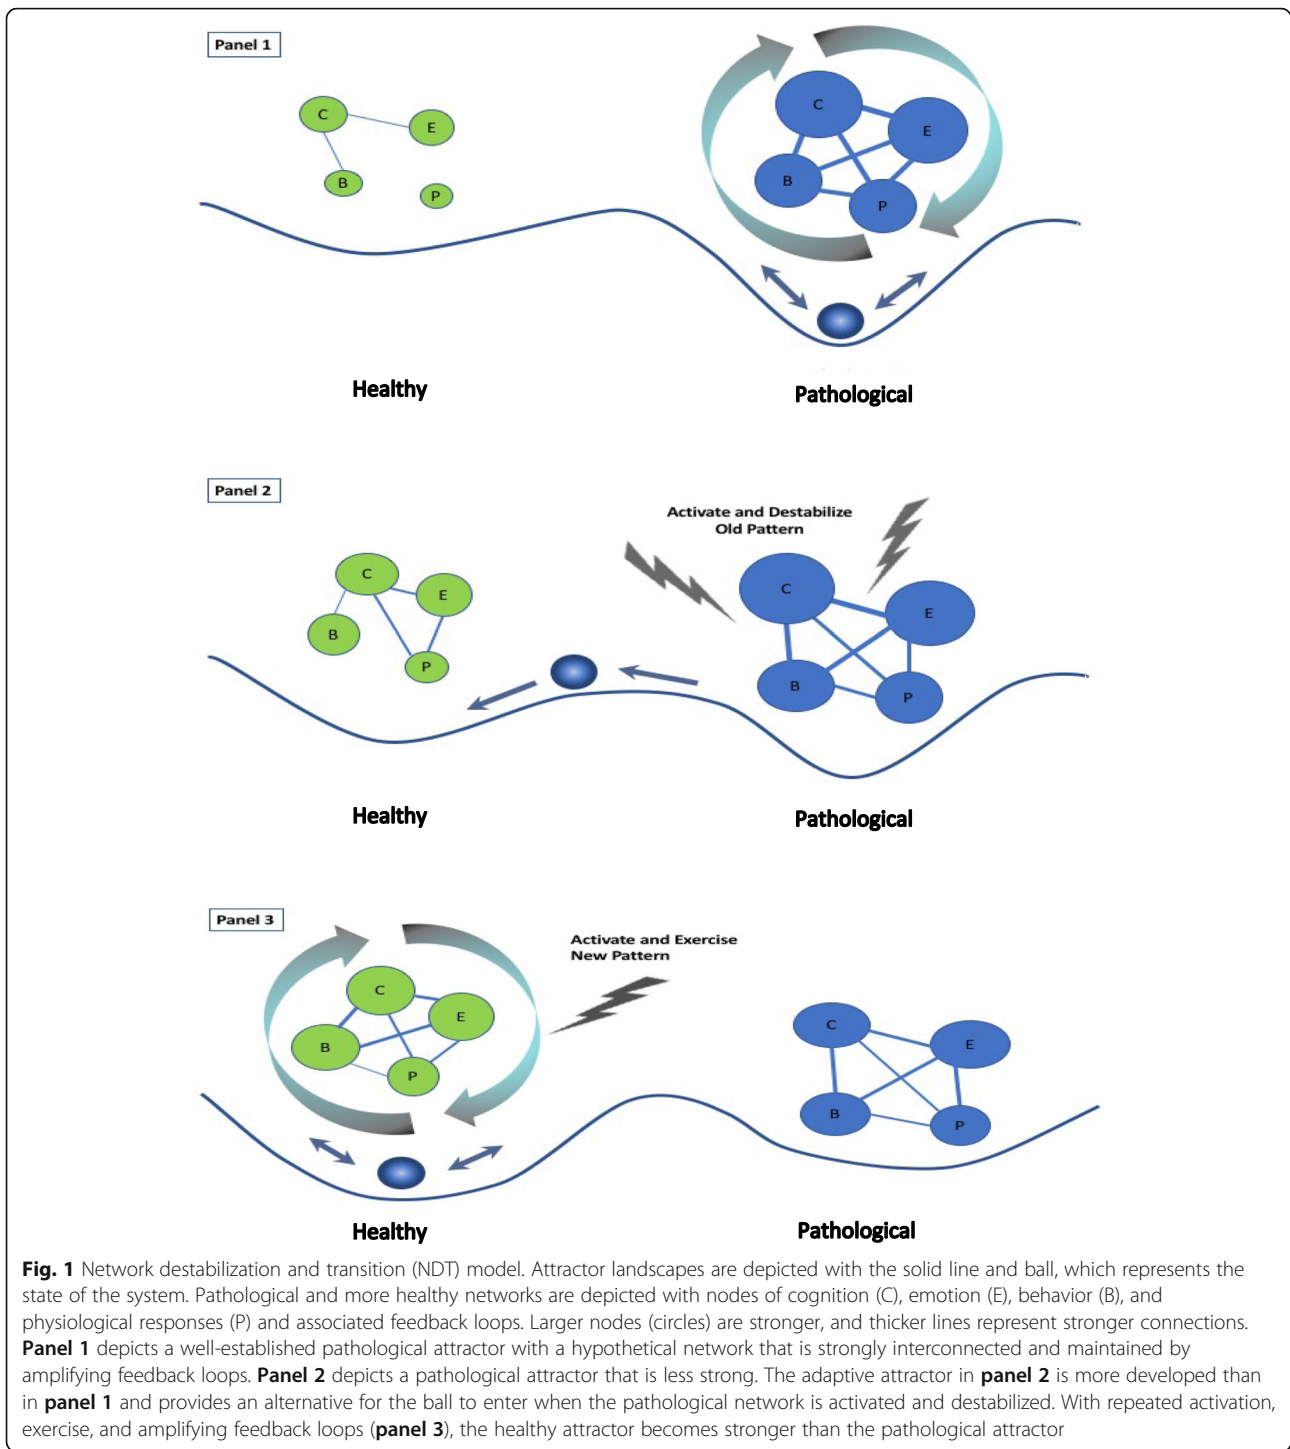 Panel 1
C
E
B
P
C
E
B
P
Healthy
Pathological
Panel 2
Activate and Destabilize
Old Pattern
C
E
B
P
C
E
B
P
Healthy
Pathological
Panel 3
Activate and Exercise
New Pattern
C
E
B
P
C
E
B
P
Healthy
Pathological
Fig. 1 Network destabilization and transition (NDT) model. Attractor landscapes are depicted with the solid line and ball, which represents the
state of the system. Pathological and more healthy networks are depicted with nodes of cognition (C), emotion (E), behavior (B), and
physiological responses (P) and associated feedback loops. Larger nodes (circles) are stronger, and thicker lines represent stronger connections.
Panel 1 depicts a well-established pathological attractor with a hypothetical network that is strongly interconnected and maintained by
amplifying feedback loops. Panel 2 depicts a pathological attractor that is less strong. The adaptive attractor in panel 2 is more developed than
in panel 1 and provides an alternative for the ball to enter when the pathological network is activated and destabilized. With repeated activation,
exercise, and amplifying feedback loops (panel 3), the healthy attractor becomes stronger than the pathological attractor